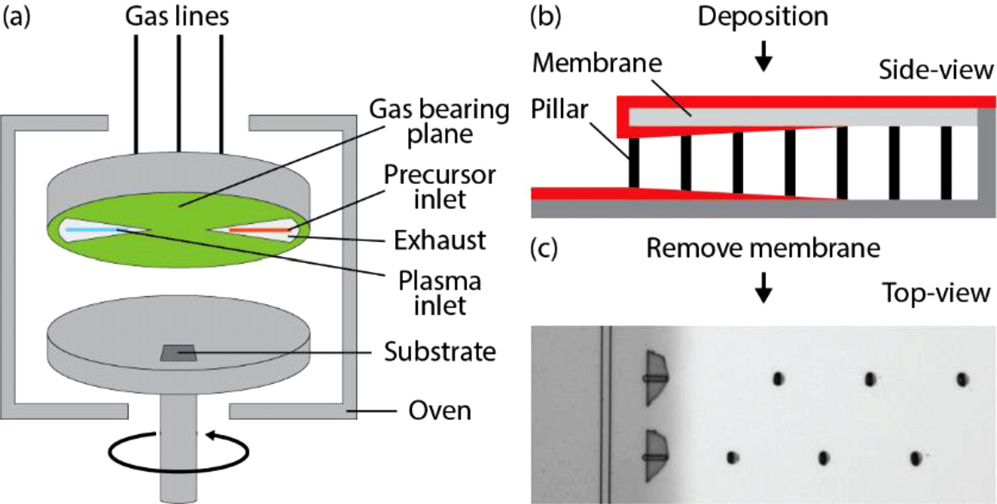 (a)
Gas lines
Gas bearing
plane
Precursor
inlet
Exhaust
Plasma
inlet
Substrate
Oven
(b)
Deposition
Membrane
Side-view
Pillar
(c)
Remove membrane
Top-view